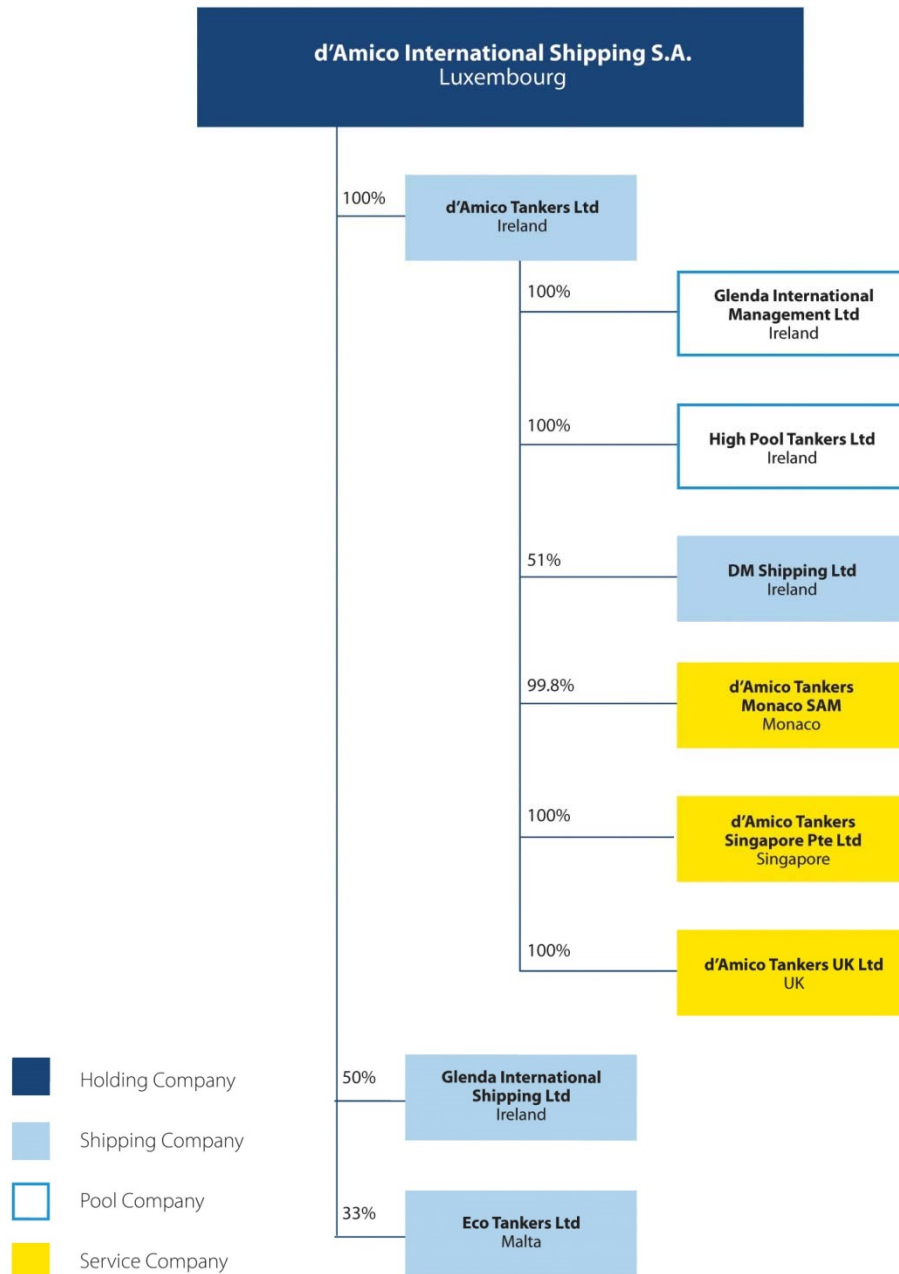 d’Amico International Shipping S.A.
Luxembourg
100%
d’Amico Tankers Ltd
Ireland
100%
Glenda International
Management Ltd
Ireland
100%
High Pool Tankers Ltd
Ireland
51%
DM Shipping Ltd
Ireland
99.8%
d’Amico Tankers
Monaco SAM
Monaco
100%
d’Amico Tankers
Singapore Pte Ltd
Singapore
100%
d’Amico Tankers UK Ltd
UK
50%
Glenda International
Shipping Ltd
Ireland
33%
Eco Tankers Ltd
Malta
Holding Company
Shipping Company
Pool Company
Service Company